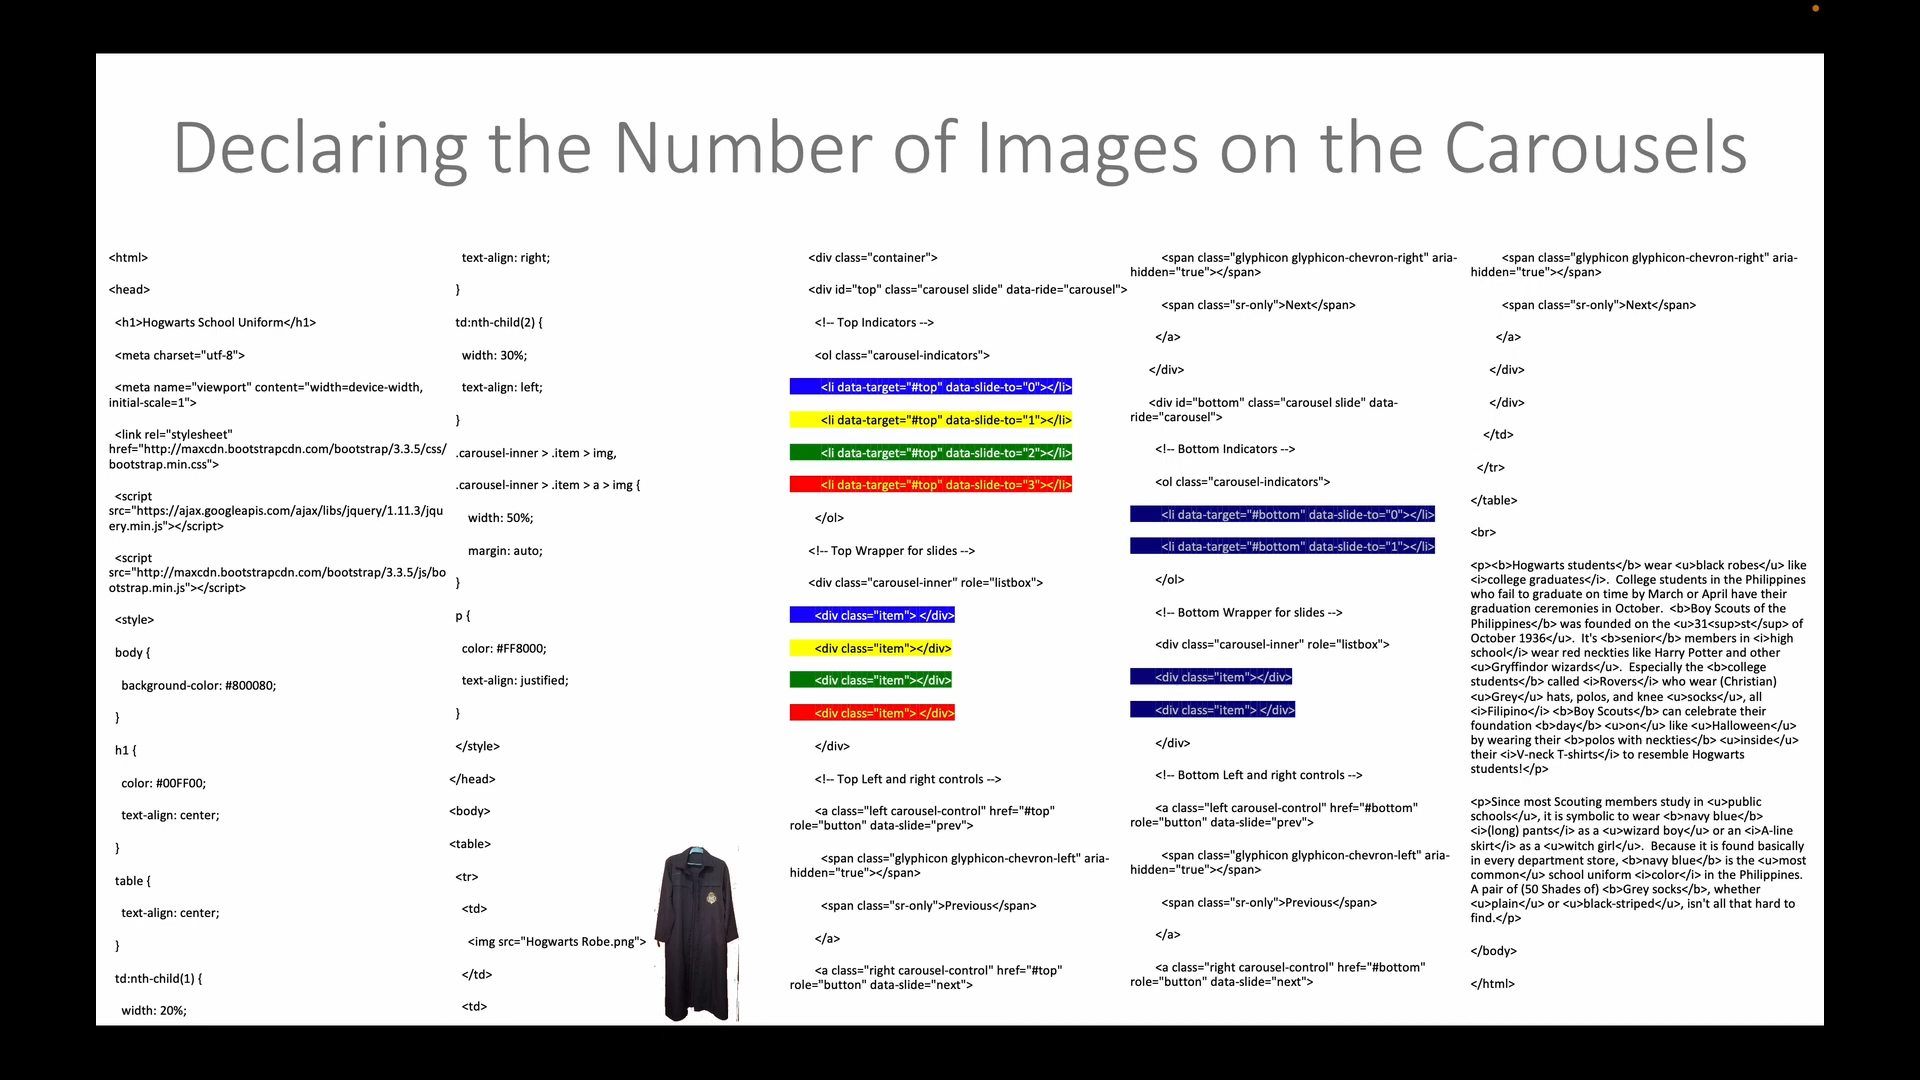 Declaring the Number of Images on the Carousels
<html>
<head>
<h1>Hogwarts School Uniform</h1>
<meta charset="utf-8">
<meta name="viewport" content="width=device-width,
initial-scale=1">
<link rel="stylesheet"
href="http://maxcdn.bootstrapcdn.com/bootstrap/3.3.5/css/
bootstrap.min.css">
<script
src="https://ajax.googleapis.com/ajax/libs/jquery/1.11.3/jqu
ery.min.js"></script>
<script
src="http://maxcdn.bootstrapcdn.com/bootstrap/3.3.5/js/bo
otstrap.min.js"></script>
<style>
body {
background-color: #800080;
}
h1 {
color: #00FF00;
text-align: center;
}
table {
text-align: center;
}
td:nth-child(1) {
width: 20%;
text-align: right;
}
td:nth-child(2) {
width: 30%;
text-align: left;
}
.carousel-inner > .item > img,
.carousel-inner > .item > a > img {
width: 50%;
margin: auto;
}
p {
color: #FF8000;
text-align: justified;
}
</style>
</head>
<body>
<table>
<tr>
<td>
<img src="Hogwarts Robe.png">
</td>
<td>
<div class="container">
<div id="top" class="carousel slide" data-ride="carousel">
<!-- Top Indicators -->
<ol class="carousel-indicators">
<li data-target="#top" data-slide-to="0"></li>
<li data-target="#top" data-slide-to="1"></li>
<li data-target="#top" data-slide-to="2"></li>
<li data-target="#top" data-slide-to="3"></li>
</ol>
<!-- Top Wrapper for slides -->
<div class="carousel-inner" role="listbox">
<div class="item"> </div>
<div class="item"></div>
<div class="item"></div>
<div class="item"> </div>
</div>
<!-- Top Left and right controls -->
<a class="left carousel-control" href="#top"
role="button" data-slide="prev">
<span class="glyphicon glyphicon-chevron-left" aria-
hidden="true"></span>
<span class="sr-only">Previous</span>
</a>
<a class="right carousel-control" href="#top"
role="button" data-slide="next">
<span class="glyphicon glyphicon-chevron-right" aria-
hidden="true"></span>
<span class="sr-only">Next</span>
</a>
</div>
<div id="bottom" class="carousel slide" data-
ride="carousel">
<!-- Bottom Indicators -->
<ol class="carousel-indicators">
<li data-target="#bottom" data-slide-to="0"></li>
<li data-target="#bottom" data-slide-to="1"></li>
</ol>
<!-- Bottom Wrapper for slides -->
<div class="carousel-inner" role="listbox">
<div class="item"></div>
<div class="item"> </div>
</div>
<!-- Bottom Left and right controls -->
<a class="left carousel-control" href="#bottom"
role="button" data-slide="prev">
<span class="glyphicon glyphicon-chevron-left" aria-
hidden="true"></span>
<span class="sr-only">Previous</span>
</a>
<a class="right carousel-control" href="#bottom"
role="button" data-slide="next">
<span class="glyphicon glyphicon-chevron-right" aria-
hidden="true"></span>
<span class="sr-only">Next</span>
</a>
</div>
</div>
</td>
</tr>
</table>
<br>
<p><b>Hogwarts students</b> wear <u>black robes</u> like
<i>college graduates</i>.  College students in the Philippines
who fail to graduate on time by March or April have their
graduation ceremonies in October.  <b>Boy Scouts of the
Philippines</b> was founded on the <u>31<sup>st</sup> of
October 1936</u>.  It's <b>senior</b> members in <i>high
school</i> wear red neckties like Harry Potter and other
<u>Gryffindor wizards</u>.  Especially the <b>college
students</b> called <i>Rovers</i> who wear (Christian)
<u>Grey</u> hats, polos, and knee <u>socks</u>, all
<i>Filipino</i> <b>Boy Scouts</b> can celebrate their
foundation <b>day</b> <u>on</u> like <u>Halloween</u>
by wearing their <b>polos with neckties</b> <u>inside</u>
their <i>V-neck T-shirts</i> to resemble Hogwarts
students!</p>
<p>Since most Scouting members study in <u>public
schools</u>, it is symbolic to wear <b>navy blue</b>
<i>(long) pants</i> as a <u>wizard boy</u> or an <i>A-line
skirt</i> as a <u>witch girl</u>.  Because it is found basically
in every department store, <b>navy blue</b> is the <u>most
common</u> school uniform <i>color</i> in the Philippines.
A pair of (50 Shades of) <b>Grey socks</b>, whether
<u>plain</u> or <u>black-striped</u>, isn't all that hard to
find.</p>
</body>
</html>